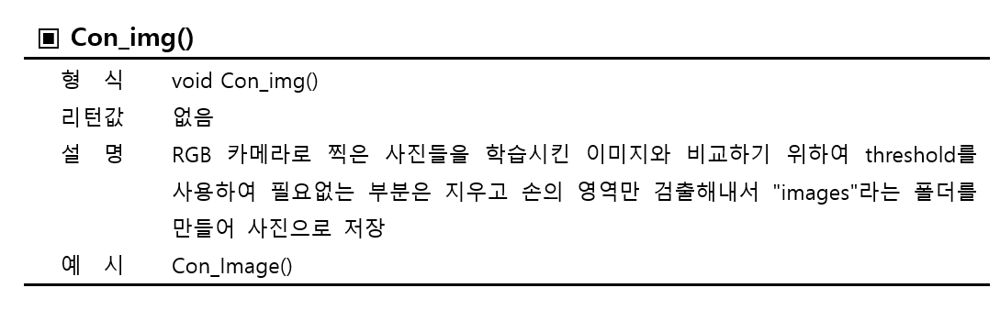 ▣ Con_img()
형 식 void Con_img()
리턴값 없음
설 명 RGB 카메라로 찍은 사진들을 학습시킨 이미지와 비교하기 위하여 threshold를
사용하여 필요없는 부분은 지우고 손의 영역만 검출해내서 "images"라는 폴더를
만들어 사진으로 저장
예 시 Con_Image()